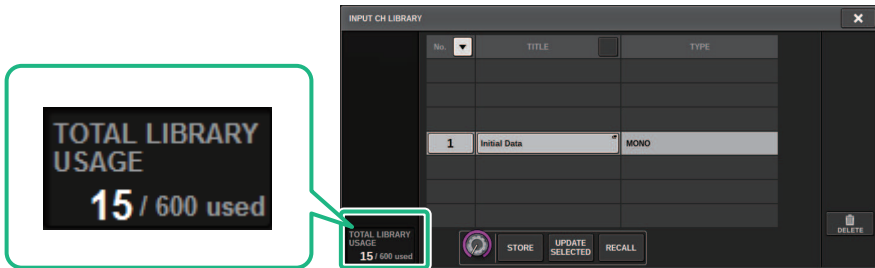 TOTAL LIBRARY
USAGE
15 / 600 used
INPUT CH LIBRARY
No. TITLE TYPE
1 Initial Data MONO
TOTAL LIBRARY
USAGE
15 / 600 used
STORE
UPDATE
SELECTED
RECALL
DELETE